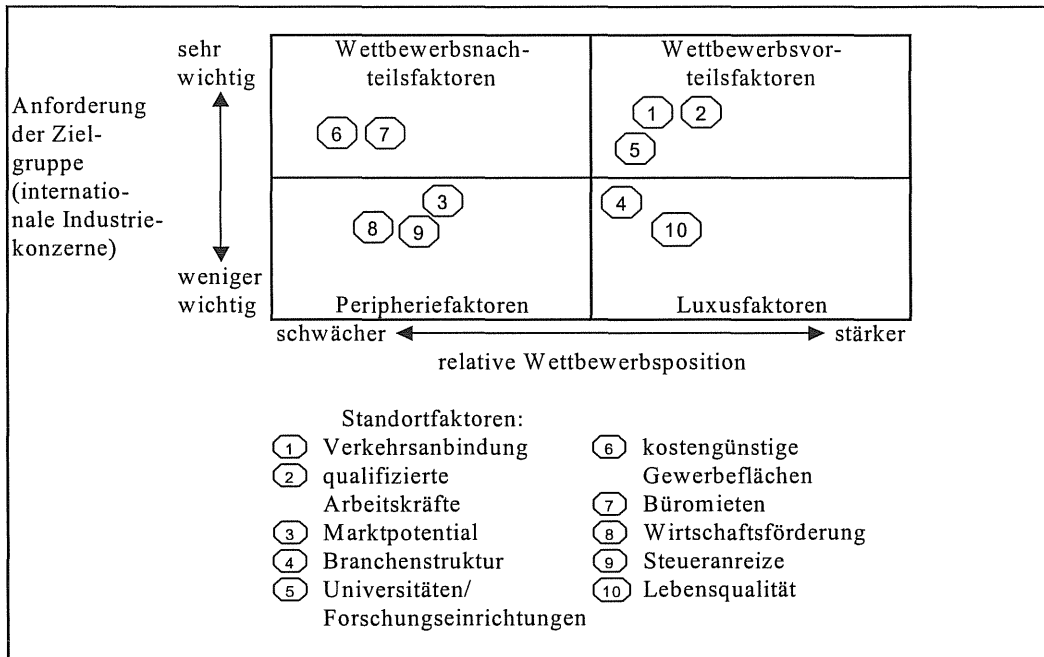 sehr
wichtig
Anforderung
der Ziel-
gruppe
(internatio-
nale Industrie-
konzerne)
weniger
wichtig
Wettbewerbsnach-
teilsfaktoren
Wettbewerbsvor-
teilsfaktoren
1 2
6 7
5
3
4
8 9
10
Peripheriefaktoren
Luxusfaktoren
schwächer
stärker
relative Wettbewerbsposition
Standortfaktoren:
1 Verkehrsanbindung
2 qualifizierte
Arbeitskräfte
3 Marktpotential
4 Branchenstruktur
5 Universitäten/
Forschungseinrichtungen
6 kostengünstige
Gewerbeflächen
7 Büromieten
8 Wirtschaftsförderung
9 Steueranreize
10 Lebensqualität